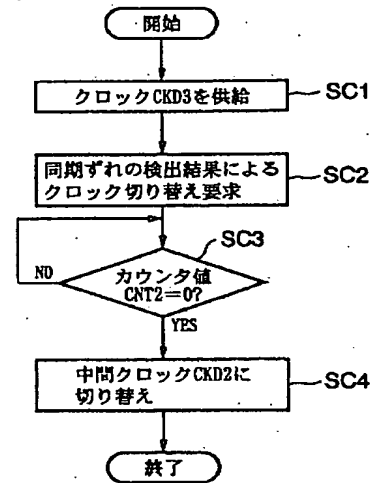 開始
クロックCKD3を供給
SC1
同期ずれの検出結果による
クロック切り替え要求
SC2
SC3
カウンタ値
CNT2=0?
NO
YES
中間クロックCKD2に
切り替え
SC4
終了